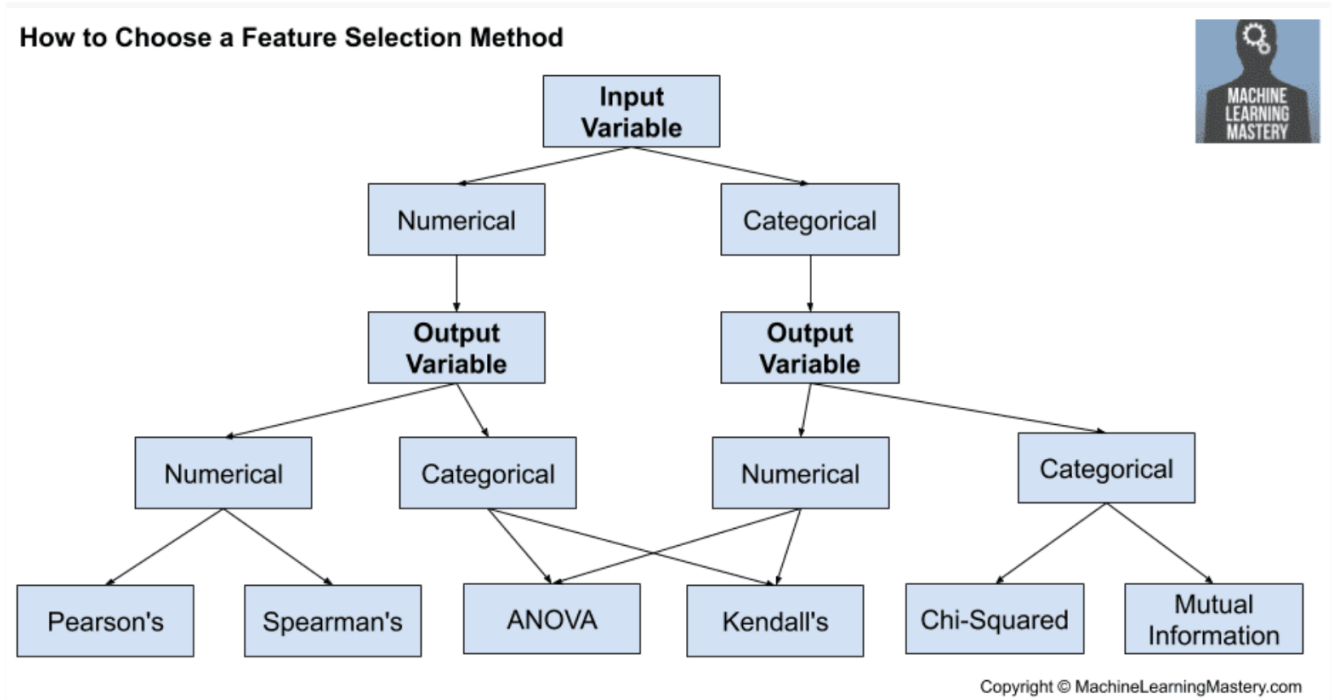 How to Choose a Feature Selection Method
MACHINE
LEARNING
MASTERY
Input
Variable
Numerical
Categorical
Output
Variable
Output
Variable
Numerical
Categorical
Numerical
Categorical
Pearson's
Spearman's
ANOVA
Kendall's
Chi-Squared
Mutual
Information
Copyright © MachineLearningMastery.com